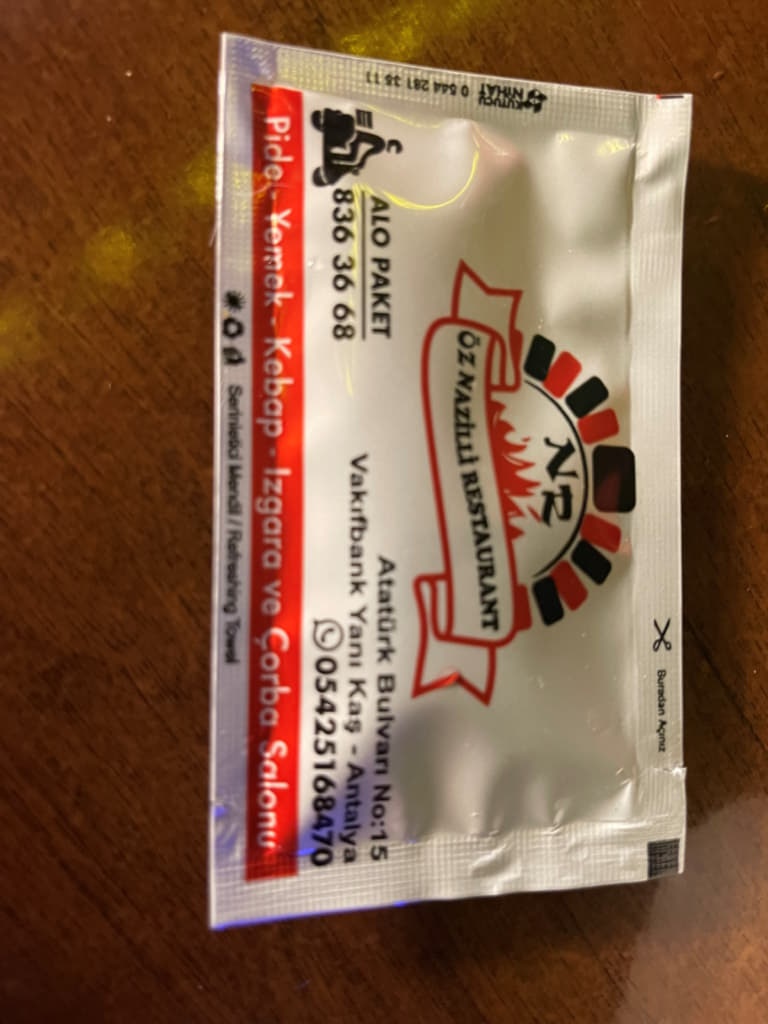 NR
ÖZ NAZİLLİ RESTAURANT
ALO PAKET
836 36 68
Atatürk Bulvarı No:15
Vakıfbank Yanı Kaş - Antalya
05425168470
Pide - Yemek - Kebap - Izgara ve Çorba Salonu
Serinletici Mendil / Refreshing Towel
Buradan Açınız
KUTUCU
NİHAT
0 544 281 35 11